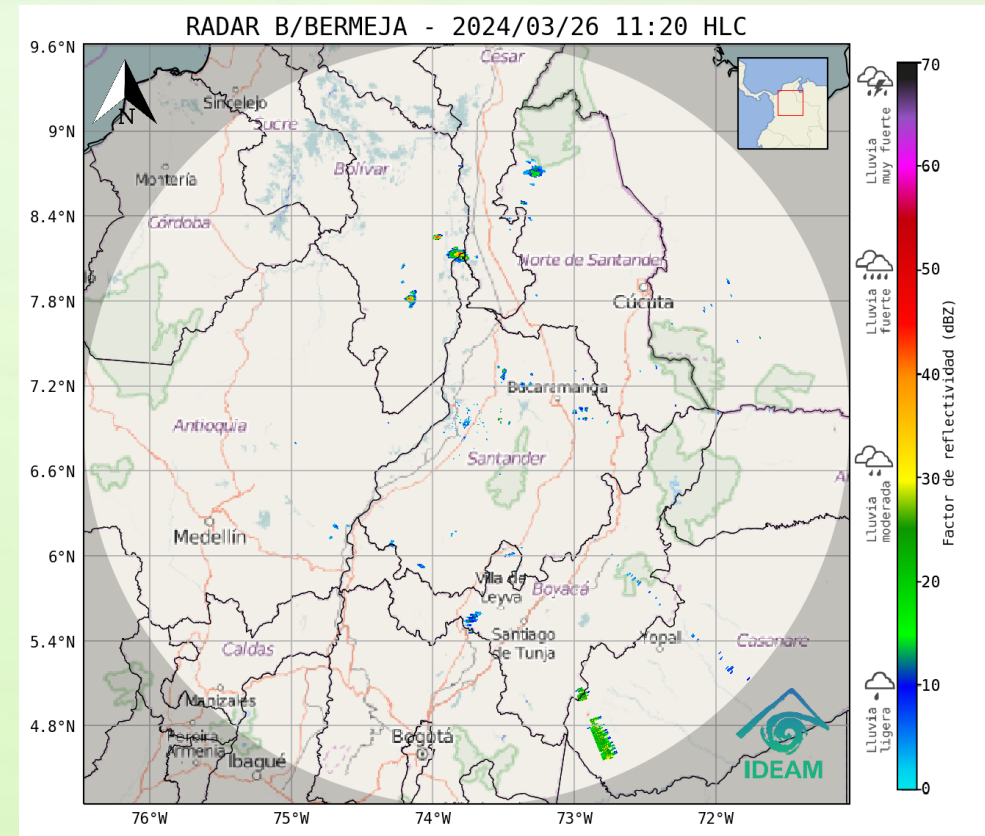 RADAR B/BERMEJA - 2024/03/26 11:20 HLC
9.6°N
9°N
8.4°N
7.8°N
7.2°N
6.6°N
6°N
5.4°N
4.8°N
76°W
75°W
74°W
73°W
72°W
N
Cesar
Sincelejo
Sucre
Montería
Bolívar
Córdoba
Norte de Santander
Cúcuta
Bucaramanga
Antioquia
Santander
Medellín
Villa de
Leyva
Boyacá
Santiago
de Tunja
Yopal
Casanare
Caldas
Manizales
Pereira
Armenia
Ibagué
Bogotá
IDEAM
Lluvia
muy fuerte
Lluvia
fuerte
Lluvia
moderada
Lluvia
ligera
70
60
50
40
30
20
10
0
Factor de reflectividad (dBZ)